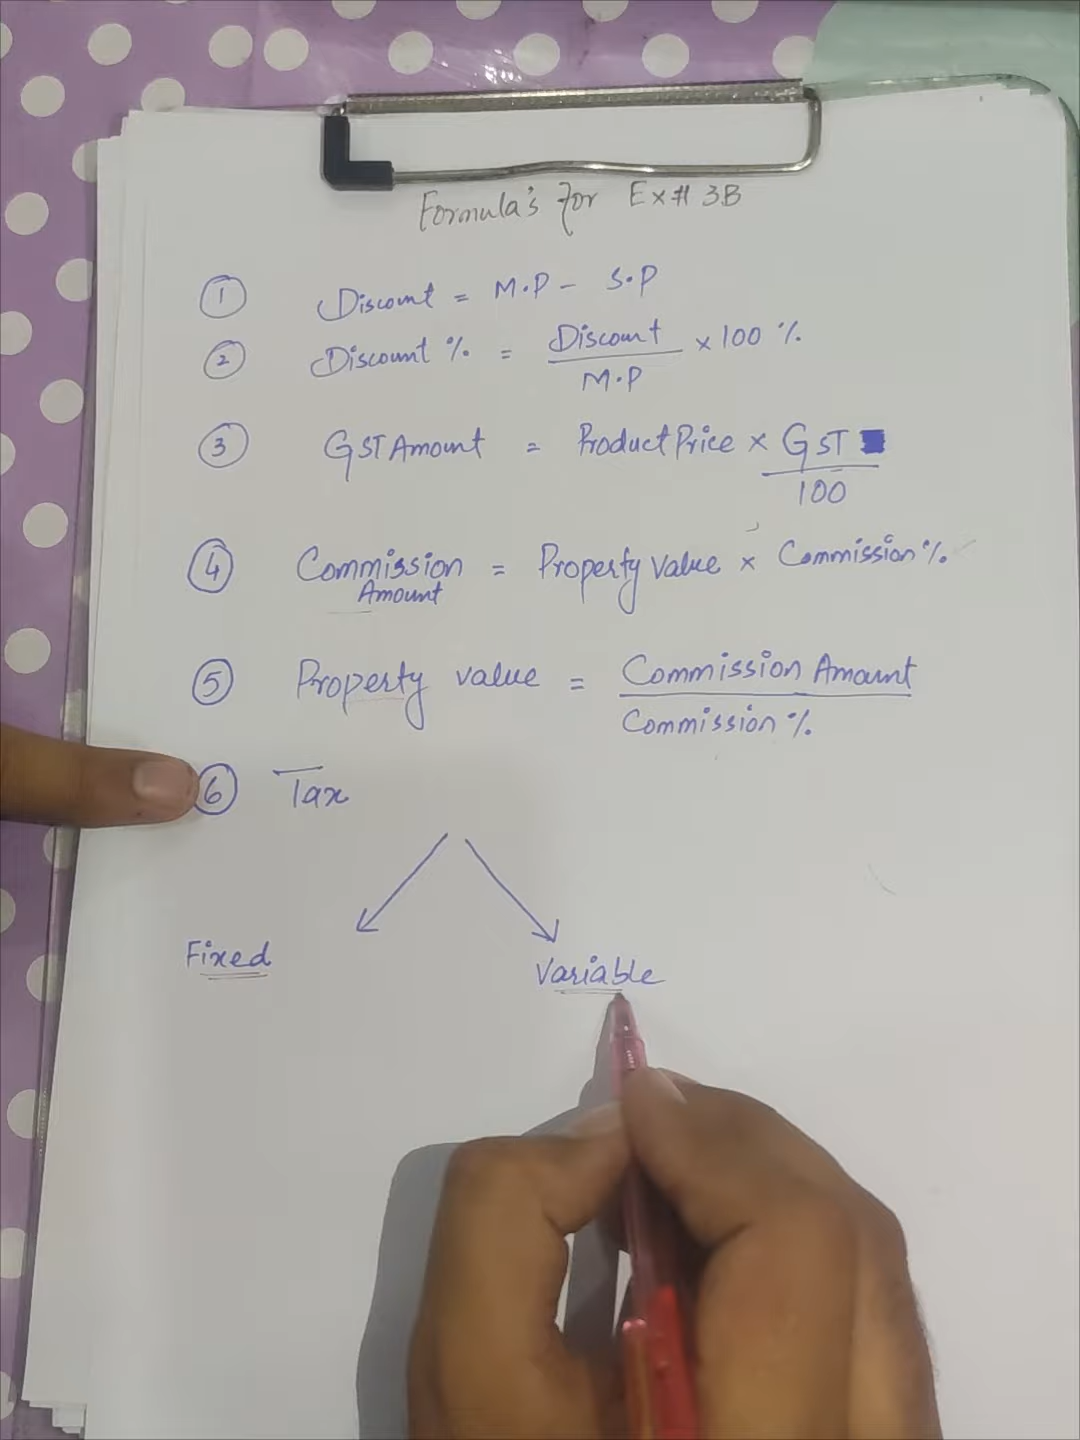 Formula's for Ex# 3B
① Discount = M.P - S.P
② Discount % = Discount / M.P × 100 %
③ GST Amount = Product Price × GST / 100
④ Commission Amount = Property value × Commission %
⑤ Property value = Commission Amount / Commission %
⑥ Tax
Fixed
Variable